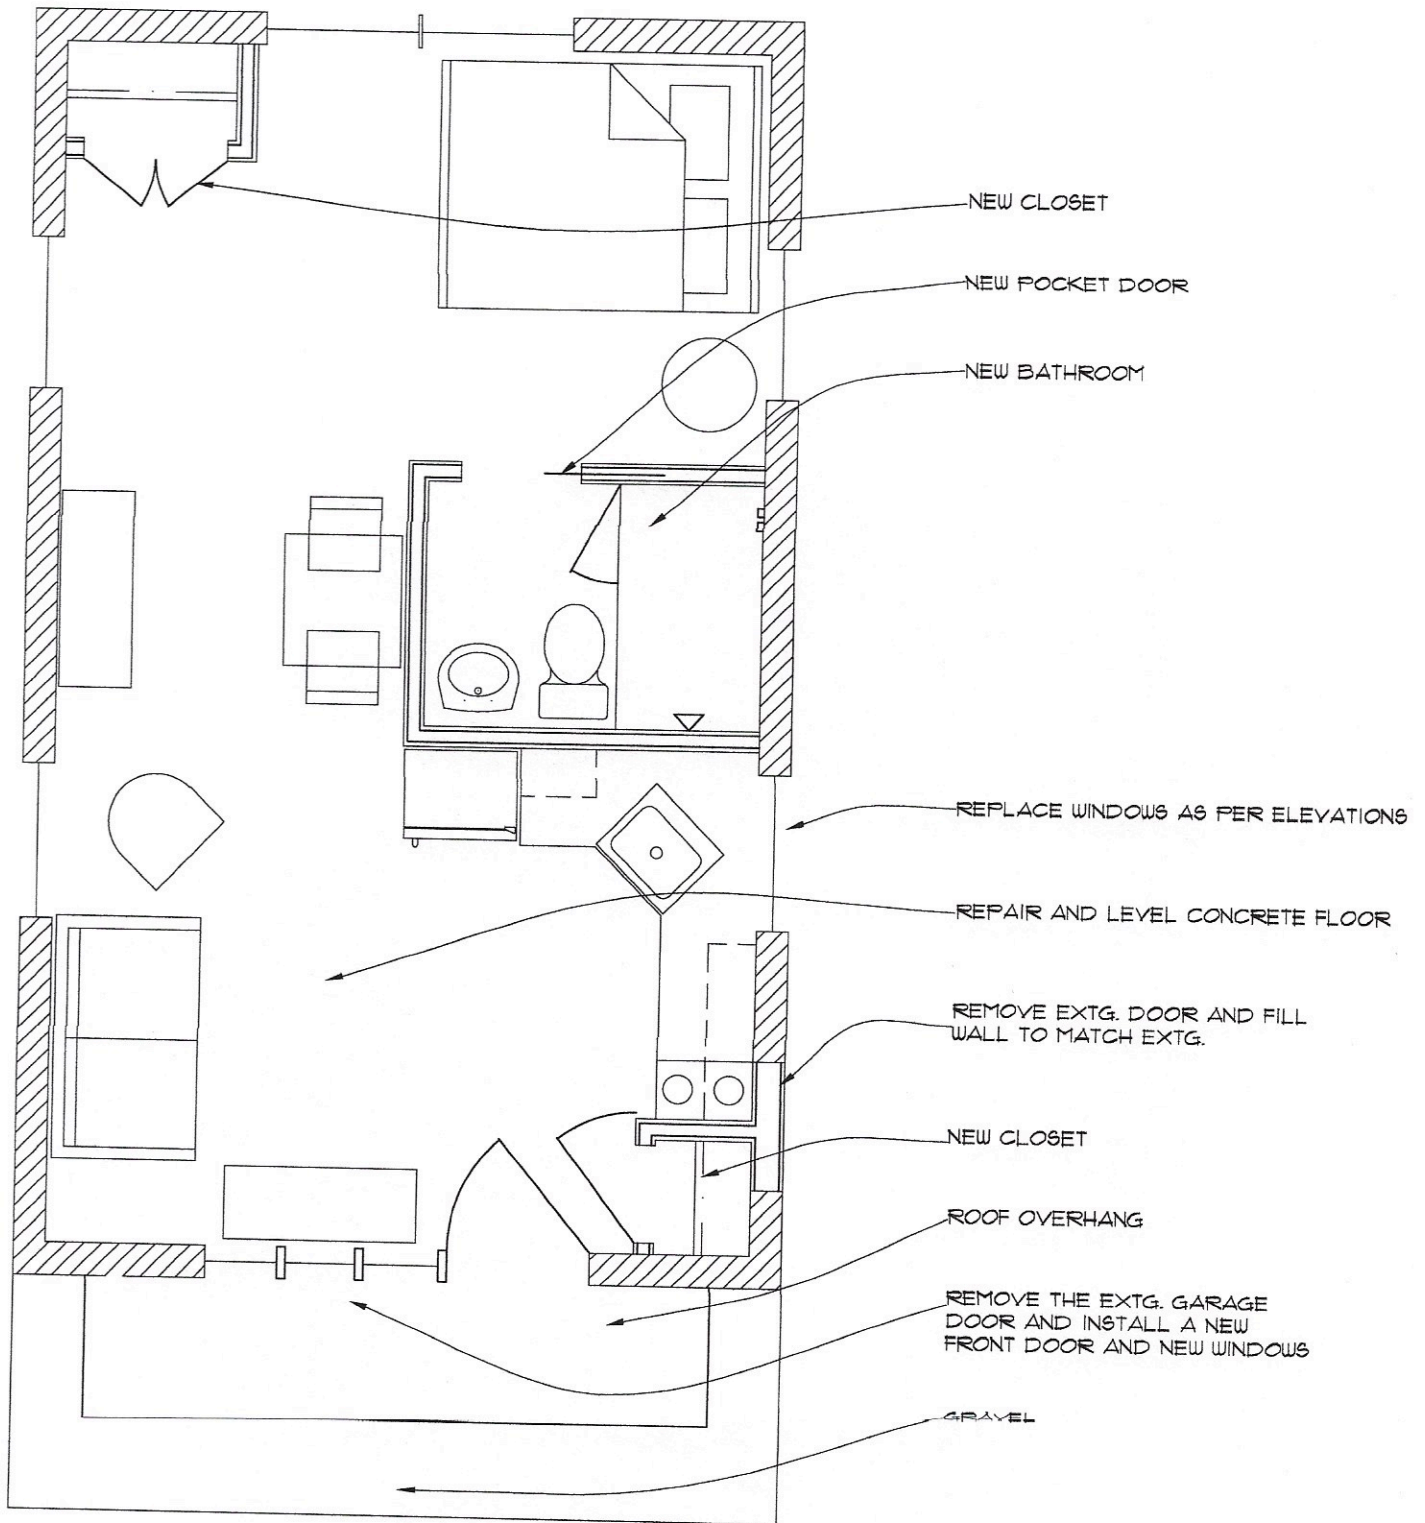 NEW CLOSET
NEW POCKET DOOR
NEW BATHROOM
REPLACE WINDOWS AS PER ELEVATIONS
REPAIR AND LEVEL CONCRETE FLOOR
REMOVE EXTG. DOOR AND FILL
WALL TO MATCH EXTG.
NEW CLOSET
ROOF OVERHANG
REMOVE THE EXTG. GARAGE
DOOR AND INSTALL A NEW
FRONT DOOR AND NEW WINDOWS
GRAVEL